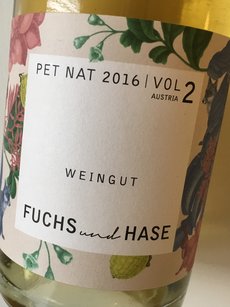 PET NAT 2016 | VOL 2
AUSTRIA
WEINGUT
FUCHS und HASE